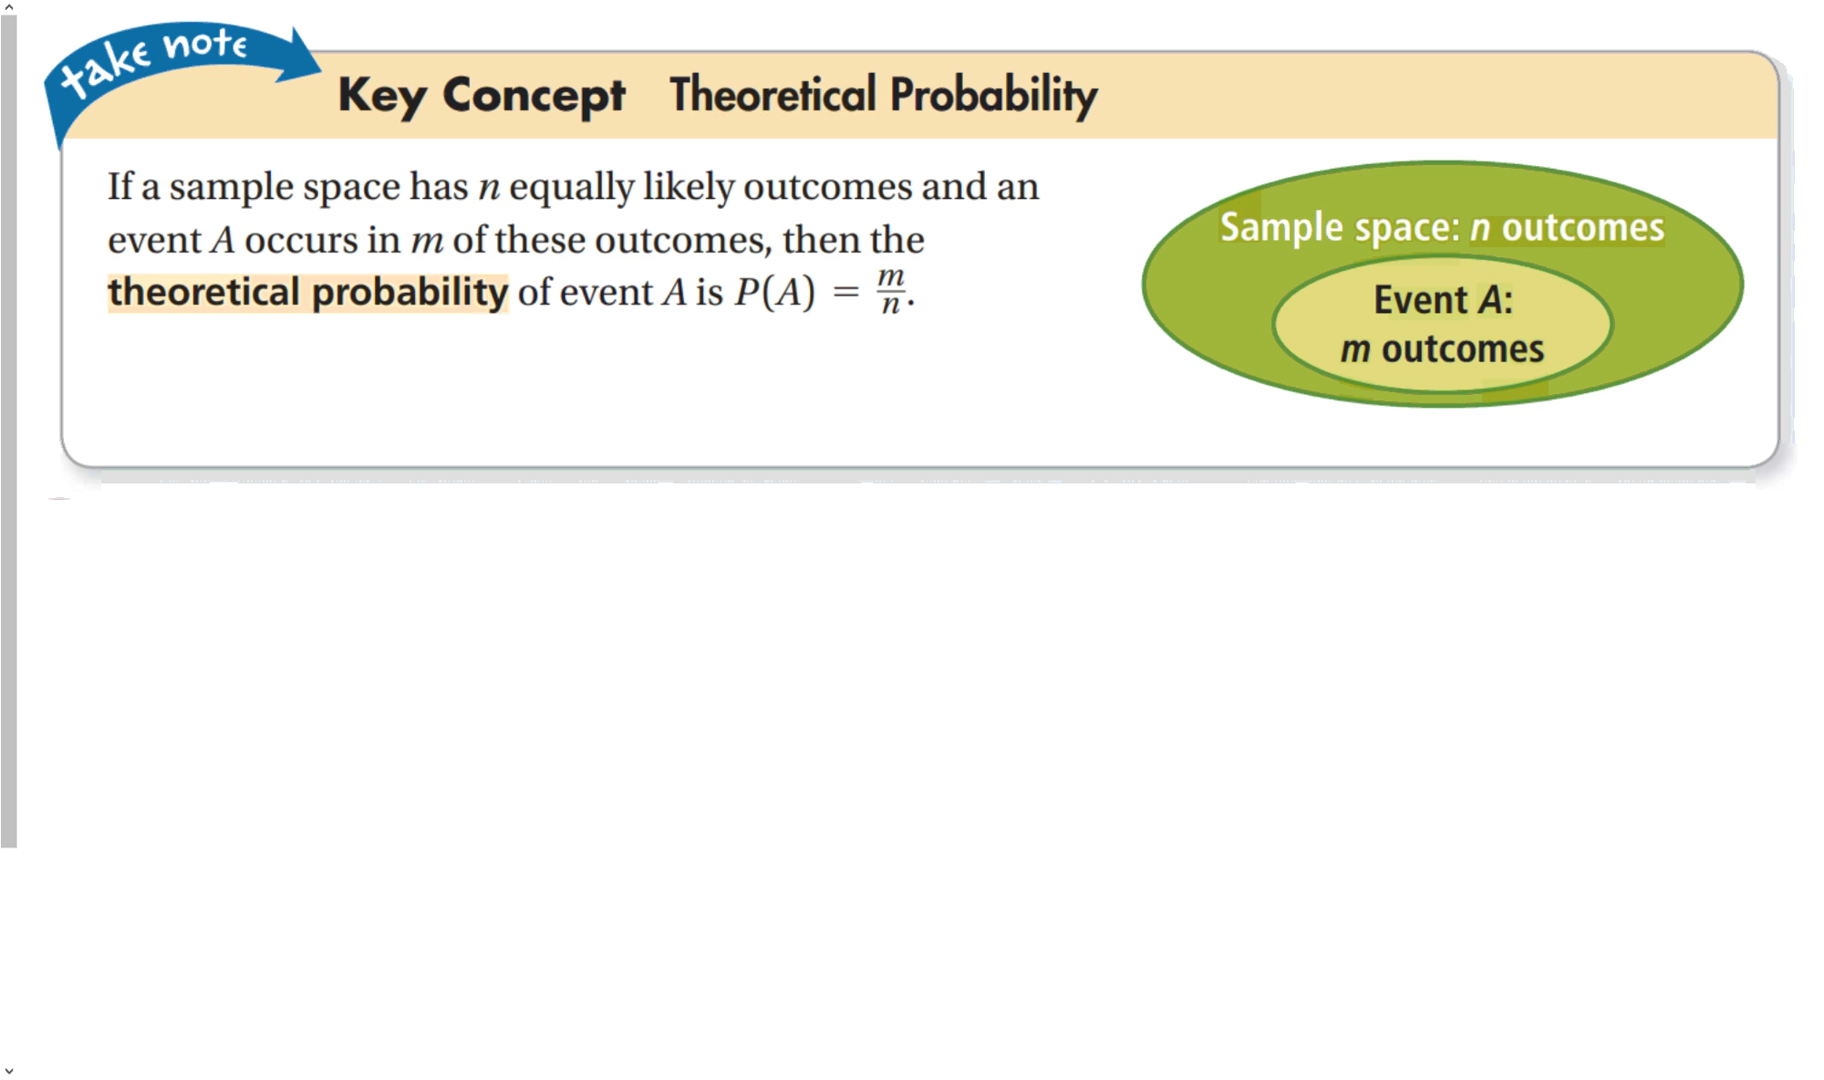 take note
Key Concept Theoretical Probability
If a sample space has n equally likely outcomes and an
event A occurs in m of these outcomes, then the
theoretical probability of event A is P(A) = m/n.
Sample space: n outcomes
Event A:
m outcomes